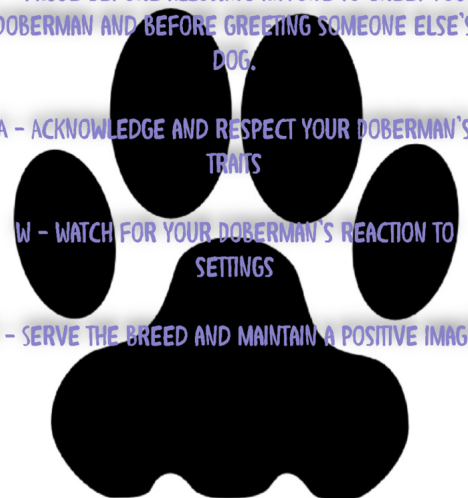 DOBERMAN AND BEFORE GREETING SOMEONE ELSE'S
DOG.
A - ACKNOWLEDGE AND RESPECT YOUR DOBERMAN'S
TRAITS
W - WATCH FOR YOUR DOBERMAN'S REACTION TO
SETTINGS
- SERVE THE BREED AND MAINTAIN A POSITIVE IMAG